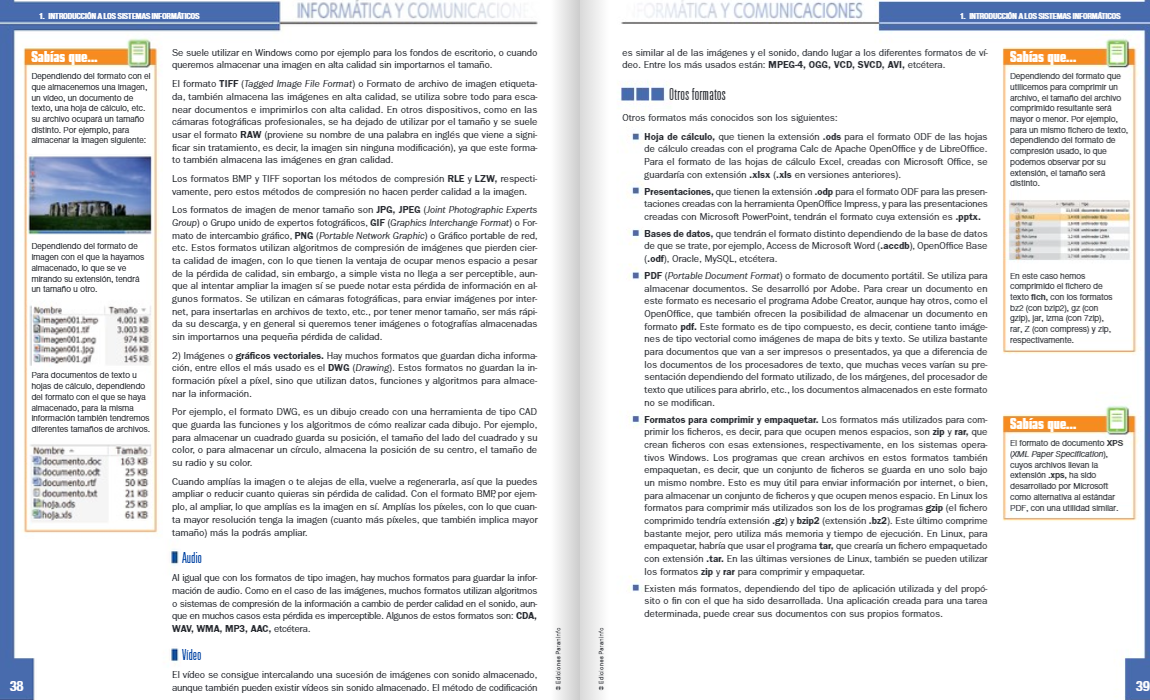 1. INTRODUCCIÓN A LOS SISTEMAS INFORMÁTICOS
INFORMÁTICA Y COMUNICACIONES
Sabías que...
Dependiendo del formato con el
que almacenemos una imagen,
un vídeo, un documento de
texto, una hoja de cálculo, etc.
su archivo ocupará un tamaño
distinto. Por ejemplo, para
almacenar la imagen siguiente:
Dependiendo del formato de
imagen con el que la hayamos
almacenado, lo que se ve
mirando su extensión, tendrá
un tamaño u otro.
Nombre Tamaño
imagen001.bmp 4.001 KB
imagen001.tif 3.003 KB
imagen001.png 974 KB
imagen001.jpg 166 KB
imagen001.gif 145 KB
Para documentos de texto u
hojas de cálculo, dependiendo
del formato con el que se haya
almacenado, para la misma
información también tendremos
diferentes tamaños de archivos.
Nombre Tamaño
documento.doc 163 KB
documento.odt 25 KB
documento.rtf 50 KB
documento.txt 21 KB
hoja.ods 25 KB
hoja.xls 61 KB
Se suele utilizar en Windows como por ejemplo para los fondos de escritorio, o cuando
queremos almacenar una imagen en alta calidad sin importarnos el tamaño.
El formato TIFF (Tagged Image File Format) o Formato de archivo de imagen etiqueta-
da, también almacena las imágenes en alta calidad, se utiliza sobre todo para esca-
near documentos e imprimirlos con alta calidad. En otros dispositivos, como en las
cámaras fotográficas profesionales, se ha dejado de utilizar por el tamaño y se suele
usar el formato RAW (proviene su nombre de una palabra en inglés que viene a signi-
ficar sin tratamiento, es decir, la imagen sin ninguna modificación), ya que este forma-
to también almacena las imágenes en gran calidad.
Los formatos BMP y TIFF soportan los métodos de compresión RLE y LZW, respecti-
vamente, pero estos métodos de compresión no hacen perder calidad a la imagen.
Los formatos de imagen de menor tamaño son JPG, JPEG (Joint Photographic Experts
Group) o Grupo unido de expertos fotográficos, GIF (Graphics Interchange Format) o For-
mato de intercambio gráfico, PNG (Portable Network Graphic) o Gráfico portable de red,
etc. Estos formatos utilizan algoritmos de compresión de imágenes que pierden cier-
ta calidad de imagen, con lo que tienen la ventaja de ocupar menos espacio a pesar
de la pérdida de calidad, sin embargo, a simple vista no llega a ser perceptible, aun-
que al intentar ampliar la imagen sí se puede notar esta pérdida de información en al-
gunos formatos. Se utilizan en cámaras fotográficas, para enviar imágenes por inter-
net, para insertarlas en archivos de texto, etc., por tener menor tamaño, ser más rápi-
da su descarga, y en general si queremos tener imágenes o fotografías almacenadas
sin importarnos una pequeña pérdida de calidad.
2) Imágenes o gráficos vectoriales. Hay muchos formatos que guardan dicha informa-
ción, entre ellos el más usado es el DWG (Drawing). Estos formatos no guardan la in-
formación píxel a píxel, sino que utilizan datos, funciones y algoritmos para almace-
nar la información.
Por ejemplo, el formato DWG, es un dibujo creado con una herramienta de tipo CAD
que guarda las funciones y los algoritmos de cómo realizar cada dibujo. Por ejemplo,
para almacenar un cuadrado guarda su posición, el tamaño del lado del cuadrado y su
color, o para almacenar un círculo, almacena la posición de su centro, el tamaño de
su radio y su color.
Cuando amplías la imagen o te alejas de ella, vuelve a regenerarla, así que la puedes
ampliar o reducir cuanto quieras sin pérdida de calidad. Con el formato BMP, por ejem-
plo, al ampliar, lo que amplías es la imagen en sí. Amplías los píxeles, con lo que cuan-
ta mayor resolución tenga la imagen (cuanto más píxeles, que también implica mayor
tamaño) más la podrás ampliar.
Audio
Al igual que con los formatos de tipo imagen, hay muchos formatos para guardar la infor-
mación de audio. Como en el caso de las imágenes, muchos formatos utilizan algoritmos
o sistemas de compresión de la información a cambio de perder calidad en el sonido, aun-
que en muchos casos esta pérdida es imperceptible. Algunos de estos formatos son: CDA,
WAV, WMA, MP3, AAC, etcétera.
Vídeo
El vídeo se consigue intercalando una sucesión de imágenes con sonido almacenado,
aunque también pueden existir vídeos sin sonido almacenado. El método de codificación
© Ediciones Paraninfo
38
INFORMÁTICA Y COMUNICACIONES
1. INTRODUCCIÓN A LOS SISTEMAS INFORMÁTICOS
es similar al de las imágenes y el sonido, dando lugar a los diferentes formatos de ví-
deo. Entre los más usados están: MPEG-4, OGG, VCD, SVCD, AVI, etcétera.
Otros formatos
Otros formatos más conocidos son los siguientes:
Hoja de cálculo, que tienen la extensión .ods para el formato ODF de las hojas
de cálculo creadas con el programa Calc de Apache OpenOffice y de LibreOffice.
Para el formato de las hojas de cálculo Excel, creadas con Microsoft Office, se
guardaría con extensión .xlsx (.xls en versiones anteriores).
Presentaciones, que tienen la extensión .odp para el formato ODF para las presen-
taciones creadas con la herramienta OpenOffice Impress, y para las presentaciones
creadas con Microsoft PowerPoint, tendrán el formato cuya extensión es .pptx.
Bases de datos, que tendrán el formato distinto dependiendo de la base de datos
de que se trate, por ejemplo, Access de Microsoft Word (.accdb), OpenOffice Base
(.odf), Oracle, MySQL, etcétera.
PDF (Portable Document Format) o formato de documento portátil. Se utiliza para
almacenar documentos. Se desarrolló por Adobe. Para crear un documento en
este formato es necesario el programa Adobe Creator, aunque hay otros, como el
OpenOffice, que también ofrecen la posibilidad de almacenar un documento en
formato pdf. Este formato es de tipo compuesto, es decir, contiene tanto imáge-
nes de tipo vectorial como imágenes de mapa de bits y texto. Se utiliza bastante
para documentos que van a ser impresos o presentados, ya que a diferencia de
los documentos de los procesadores de texto, que muchas veces varían su pre-
sentación dependiendo del formato utilizado, de los márgenes, del procesador de
texto que utilices para abrirlo, etc., los documentos almacenados en este formato
no se modifican.
Formatos para comprimir y empaquetar. Los formatos más utilizados para com-
primir los ficheros, es decir, para que ocupen menos espacios, son zip y rar, que
crean ficheros con esas extensiones, respectivamente, en los sistemas opera-
tivos Windows. Los programas que crean archivos en estos formatos también
empaquetan, es decir, que un conjunto de ficheros se guarda en uno solo bajo
un mismo nombre. Esto es muy útil para enviar información por internet, o bien,
para almacenar un conjunto de ficheros y que ocupen menos espacio. En Linux los
formatos para comprimir más utilizados son los de los programas gzip (el fichero
comprimido tendría extensión .gz) y bzip2 (extensión .bz2). Este último comprime
bastante mejor, pero utiliza más memoria y tiempo de ejecución. En Linux, para
empaquetar, habría que usar el programa tar, que crearía un fichero empaquetado
con extensión .tar. En las últimas versiones de Linux, también se pueden utilizar
los formatos zip y rar para comprimir y empaquetar.
Existen más formatos, dependiendo del tipo de aplicación utilizada y del propó-
sito o fin con el que ha sido desarrollada. Una aplicación creada para una tarea
determinada, puede crear sus documentos con sus propios formatos.
Sabías que...
Dependiendo del formato que
utilicemos para comprimir un
archivo, el tamaño del archivo
comprimido resultante será
mayor o menor. Por ejemplo,
para un mismo fichero de texto,
dependiendo del formato de
compresión usado, lo que
podemos observar por su
extensión, el tamaño será
distinto.
En este caso hemos
comprimido el fichero de
texto fich, con los formatos
bz2 (con bzip2), gz (con
gzip), jar, lzma (con 7zip),
rar, Z (con compress) y zip,
respectivamente.
Sabías que...
El formato de documento XPS
(XML Paper Specification),
cuyos archivos llevan la
extensión .xps, ha sido
desarrollado por Microsoft
como alternativa al estándar
PDF, con una utilidad similar.
© Ediciones Paraninfo
39